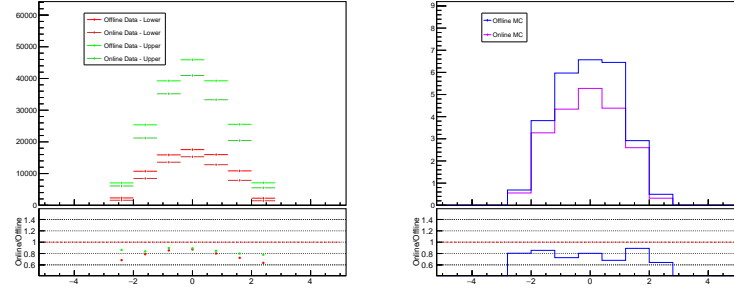 60000
50000
40000
30000
20000
10000
0
Offline Data - Lower
Online Data - Lower
Offline Data - Upper
Online Data - Upper
1.4
1.2
1
0.8
0.6
Online/Offline
−4 −2 0 2 4
9
8
7
6
5
4
3
2
1
0
Offline MC
Online MC
1.4
1.2
1
0.8
0.6
Online/Offline
−4 −2 0 2 4